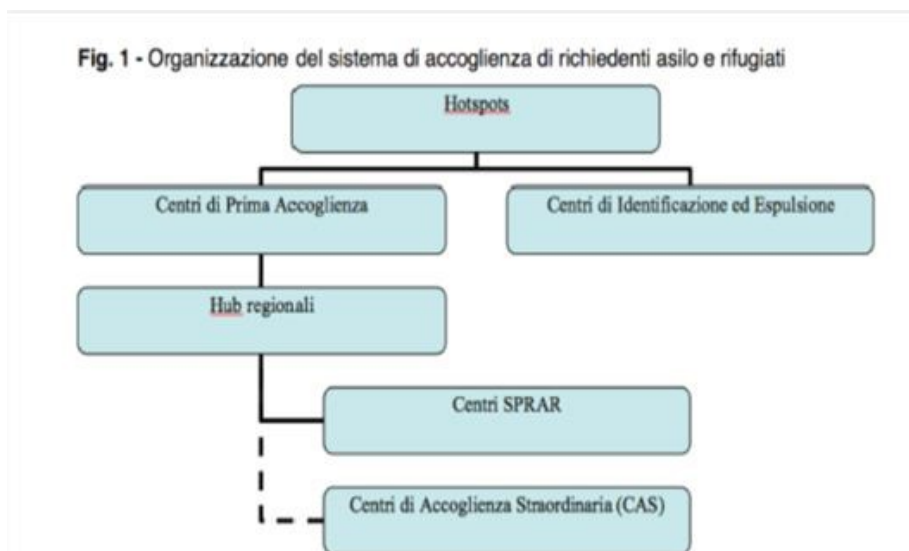 Fig. 1 - Organizzazione del sistema di accoglienza di richiedenti asilo e rifugiati
Hotspots
Centri di Prima Accoglienza
Centri di Identificazione ed Espulsione
Hub regionali
Centri SPRAR
Centri di Accoglienza Straordinaria (CAS)